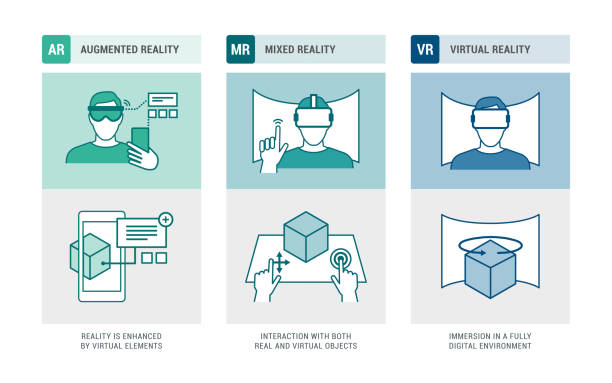 AR AUGMENTED REALITY
MR MIXED REALITY
VR VIRTUAL REALITY
REALITY IS ENHANCED
BY VIRTUAL ELEMENTS
INTERACTION WITH BOTH
REAL AND VIRTUAL OBJECTS
IMMERSION IN A FULLY
DIGITAL ENVIRONMENT